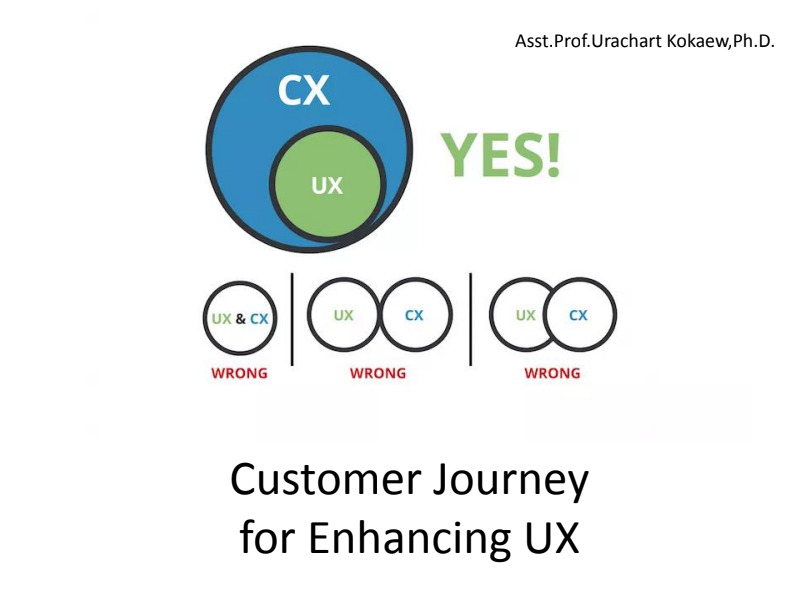 Asst.Prof.Urachart Kokaew,Ph.D.
CX
YES!
UX
UX & CX
UX
CX
UX
CX
WRONG
WRONG
WRONG
Customer Journey
for Enhancing UX